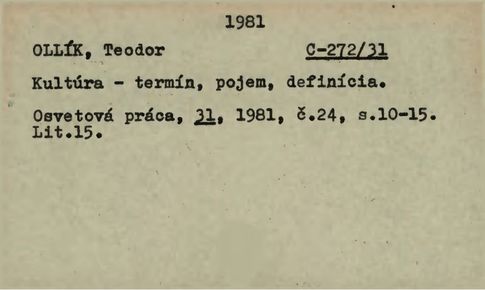 1981
OLLÍK, Teodor C-272/31
Kultúra - termín, pojem, definícia.
Osvetová práca, 31, 1981, č.24, s.10-15.
Lit.15.